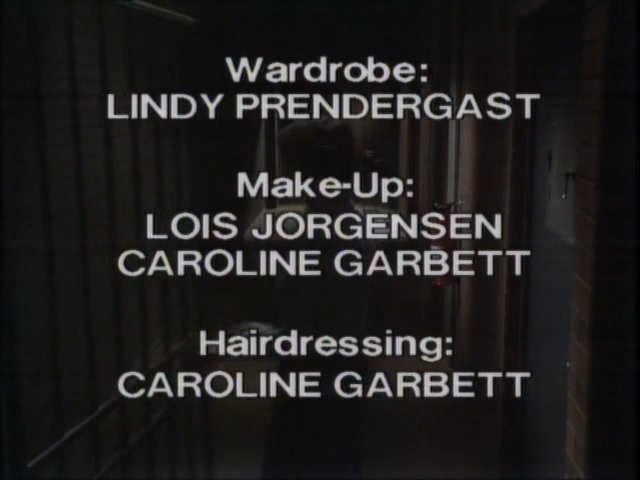 Wardrobe:
LINDY PRENDERGAST
Make-Up:
LOIS JORGENSEN
CAROLINE GARBETT
Hairdressing:
CAROLINE GARBETT